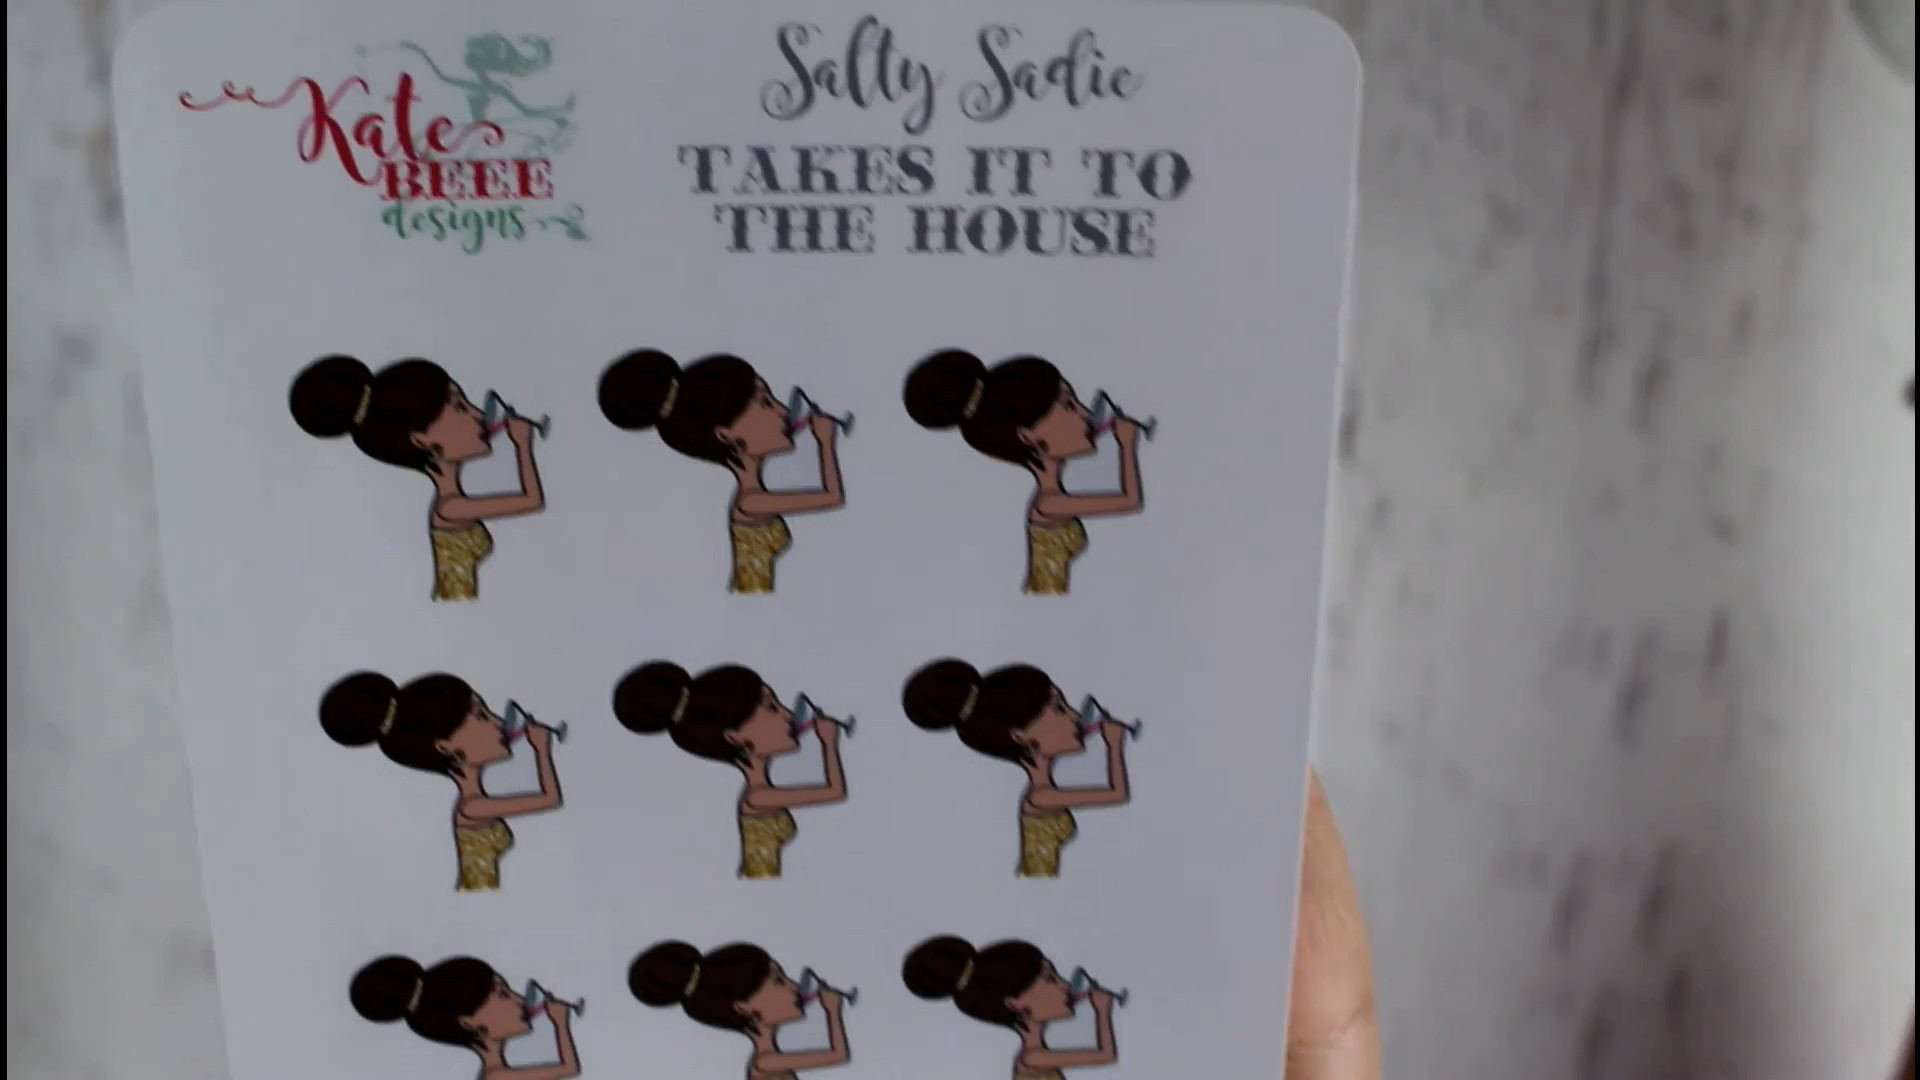 Kate
BEEE
designs
Salty Sadie
TAKES IT TO
THE HOUSE